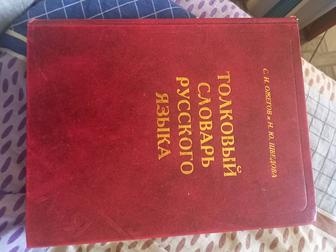 С. И. ОЖЕГОВ и Н. Ю. ШВЕДОВА
ТОЛКОВЫЙ
СЛОВАРЬ
РУССКОГО
ЯЗЫКА